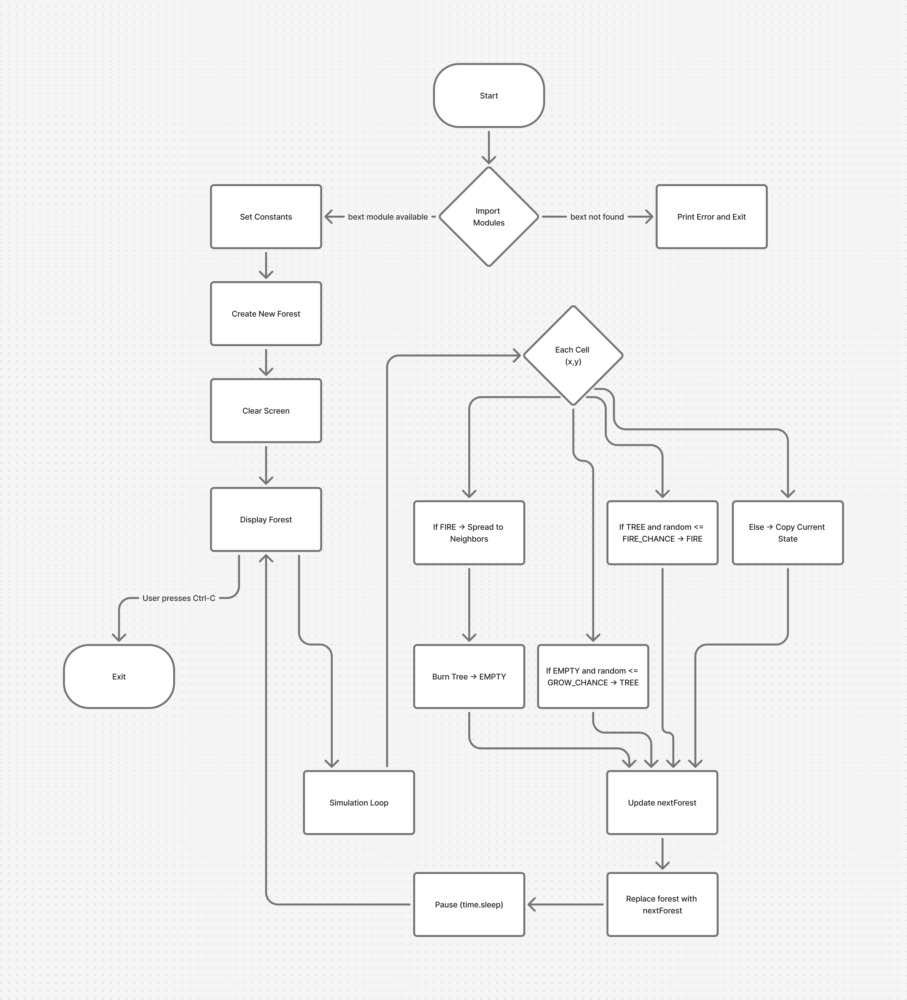 Start
Import
Modules
bext module available
bext not found
Set Constants
Print Error and Exit
Create New Forest
Each Cell
(x,y)
Clear Screen
Display Forest
If FIRE → Spread to
Neighbors
If TREE and random <=
FIRE_CHANCE → FIRE
Else → Copy Current
State
User presses Ctrl-C
Exit
Burn Tree → EMPTY
If EMPTY and random <=
GROW_CHANCE → TREE
Simulation Loop
Update nextForest
Pause (time.sleep)
Replace forest with
nextForest